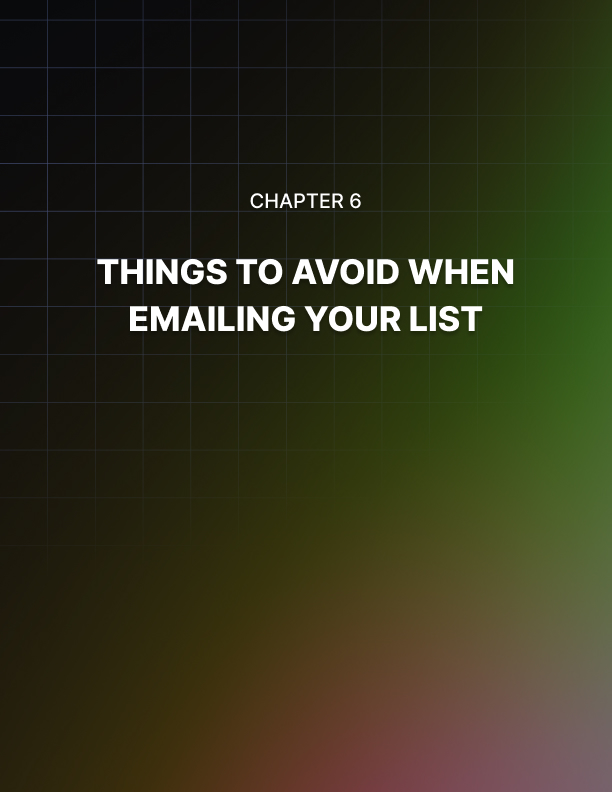 CHAPTER 6
THINGS TO AVOID WHEN
EMAILING YOUR LIST